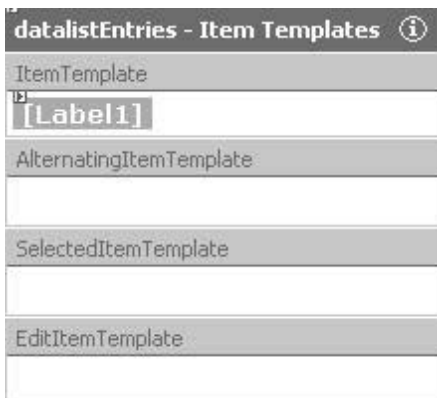 datalistEntries - Item Templates
ItemTemplate
[Label1]
AlternatingItemTemplate
SelectedItemTemplate
EditItemTemplate